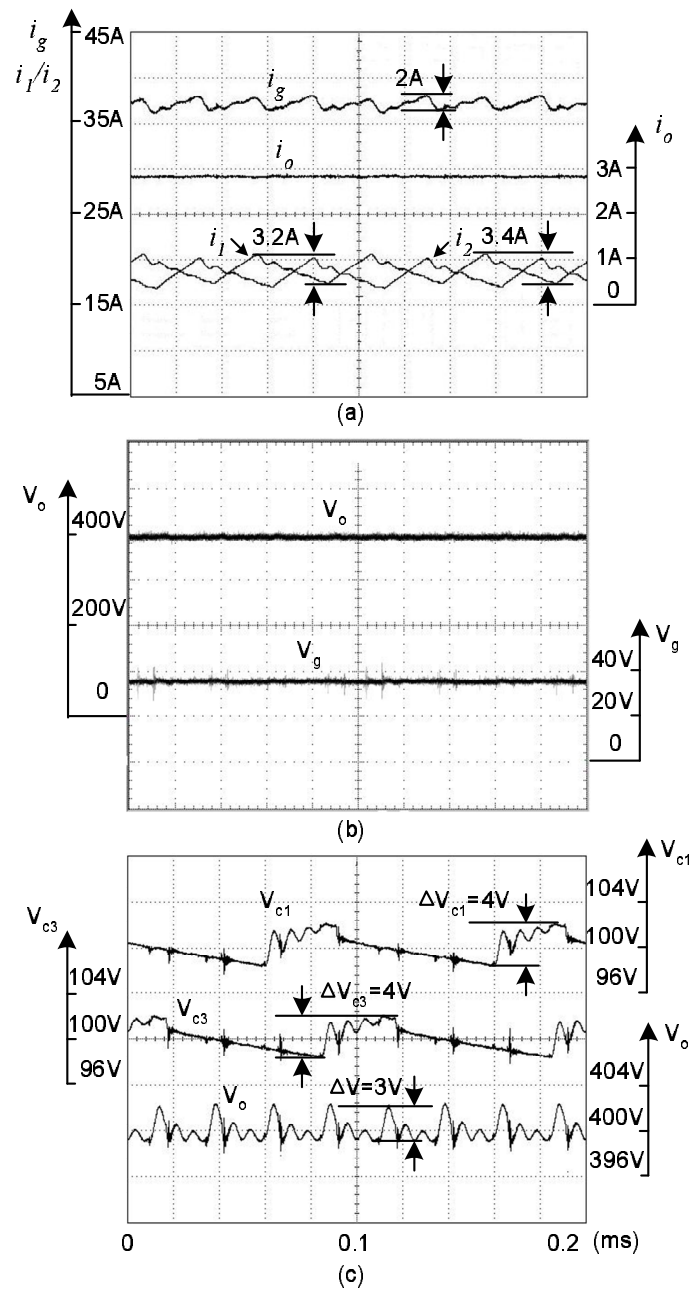 i_g
i_1/i_2
45A
35A
25A
15A
5A
i_g
2A
i_o
i_1
3.2A
i_2
3.4A
i_o
3A
2A
1A
0
(a)
V_o
400V
200V
0
V_o
V_g
V_g
40V
20V
0
(b)
V_c3
104V
100V
96V
V_c1
ΔV_c1=4V
V_c1
104V
100V
96V
V_c3
ΔV_c3=4V
V_o
ΔV=3V
V_o
404V
400V
396V
0
0.1
0.2
(ms)
(c)